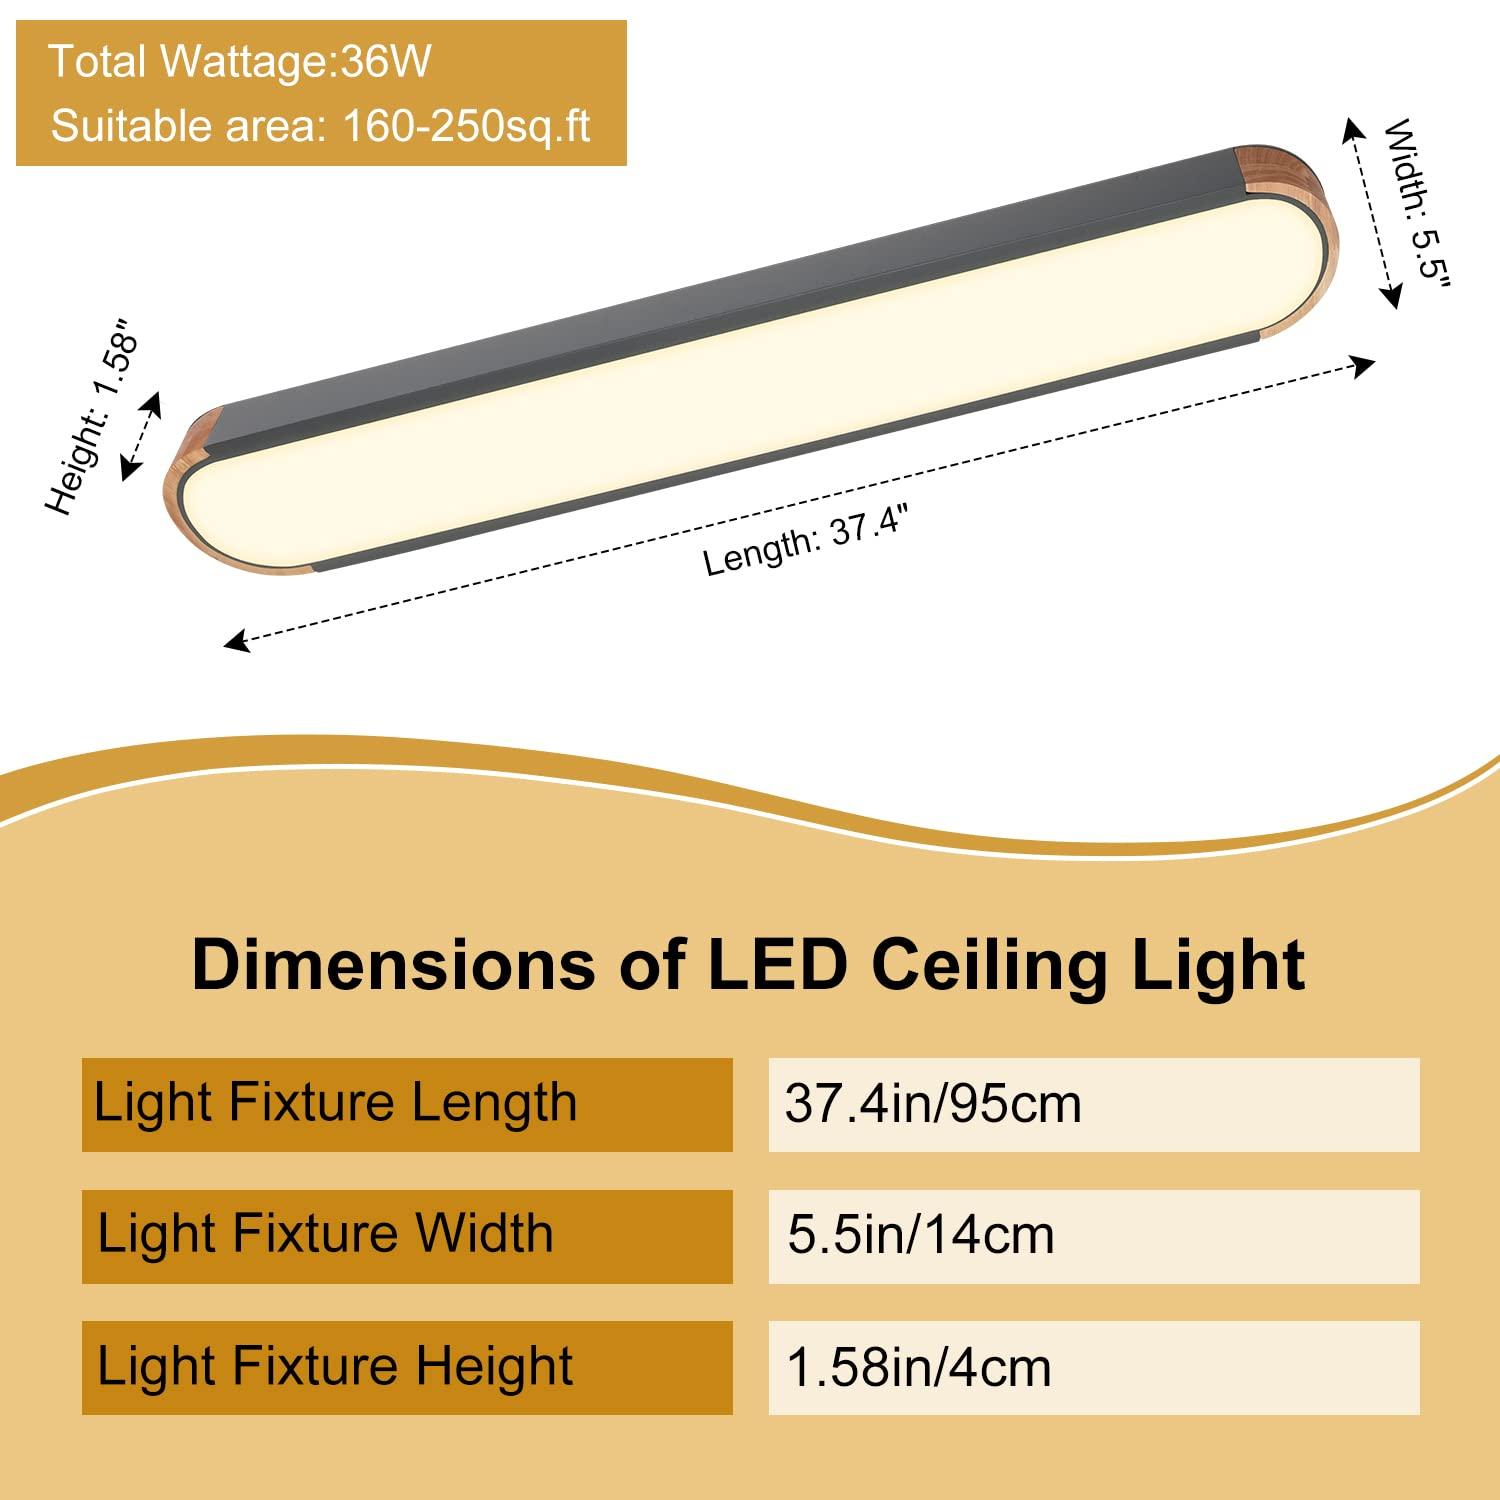 Total Wattage:36W
Suitable area: 160-250sq.ft
Width: 5.5"
Height: 1.58"
Length: 37.4"
Dimensions of LED Ceiling Light
Light Fixture Length
37.4in/95cm
Light Fixture Width
5.5in/14cm
Light Fixture Height
1.58in/4cm